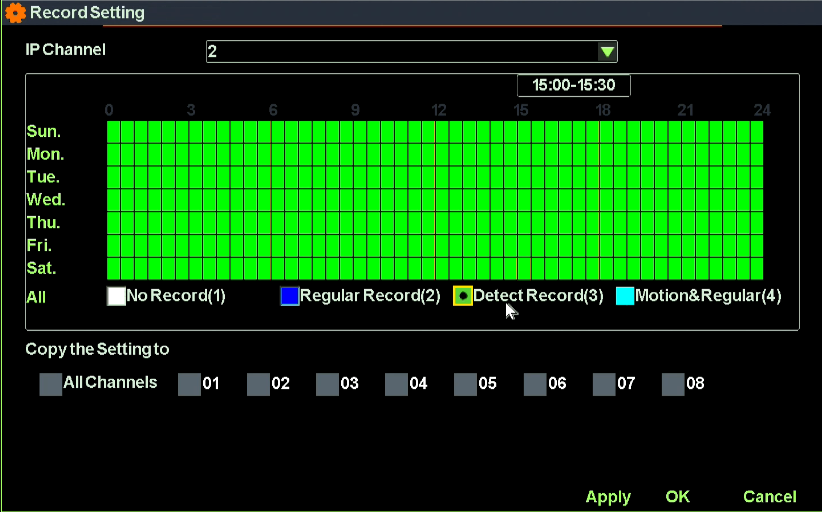 Record Setting
IP Channel 2
15:00-15:30
0 3 6 9 12 15 18 21 24
Sun.
Mon.
Tue.
Wed.
Thu.
Fri.
Sat.
All No Record(1) Regular Record(2) Detect Record(3) Motion&Regular(4)
Copy the Setting to
All Channels 01 02 03 04 05 06 07 08
Apply OK Cancel